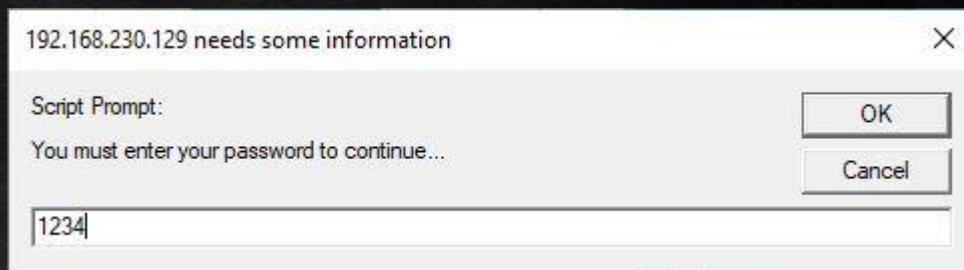 192.168.230.129 needs some information
Script Prompt:
OK
You must enter your password to continue...
Cancel
1234